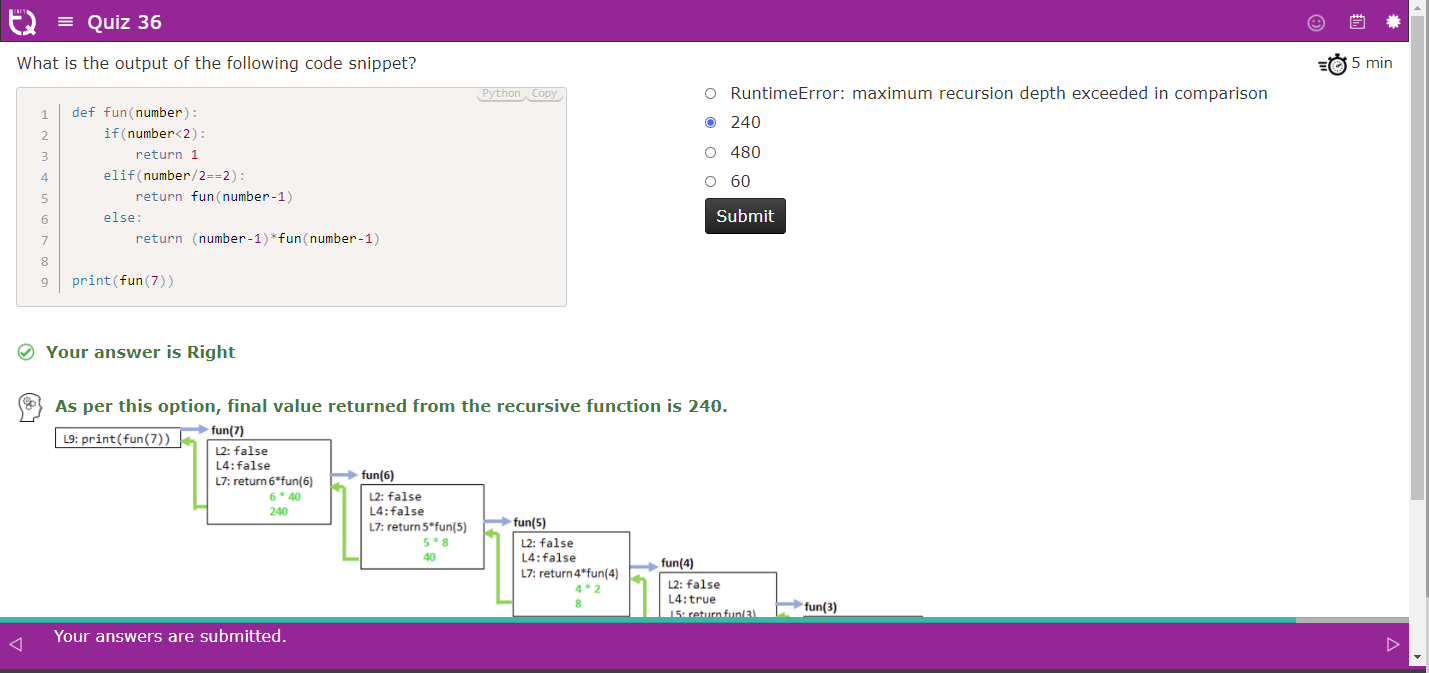 Quiz 36
What is the output of the following code snippet?
5 min
Python Copy
1 def fun(number):
2 if(number<2):
3 return 1
4 elif(number/2==2):
5 return fun(number-1)
6 else:
7 return (number-1)*fun(number-1)
8
9 print(fun(7))
RuntimeError: maximum recursion depth exceeded in comparison
240
480
60
Submit
Your answer is Right
As per this option, final value returned from the recursive function is 240.
L9: print(fun(7))
fun(7)
L2: false
L4:false
L7: return 6*fun(6)
6 * 40
240
fun(6)
L2: false
L4:false
L7: return 5*fun(5)
5 * 8
40
fun(5)
L2: false
L4:false
L7: return 4*fun(4)
4 * 2
8
fun(4)
L2: false
L4:true
L5: return fun(3)
fun(3)
Your answers are submitted.